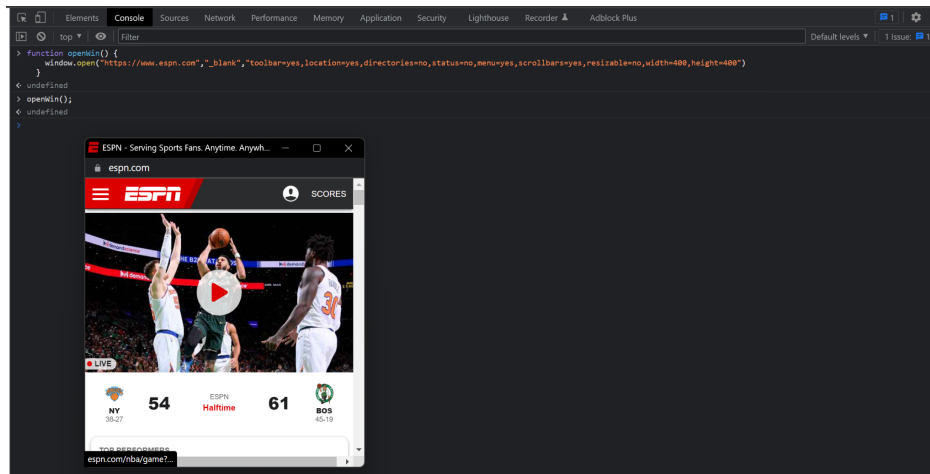 Elements Console Sources Network Performance Memory Application Security Lighthouse Recorder Adblock Plus 1
top Filter Default levels 1 Issue: 1
> function openWin() {
window.open("https://www.espn.com","_blank","toolbar=yes,location=yes,directories=no,status=no,menu=yes,scrollbars=yes,resizable=no,width=400,height=400")
}
undefined
> openWin();
undefined
>
ESPN - Serving Sports Fans. Anytime. Anywh...
espn.com
ESPN SCORES
LIVE
NY
38-27
54
ESPN
Halftime
61
BOS
45-19
TOP PERFORMERS
espn.com/nba/game?...